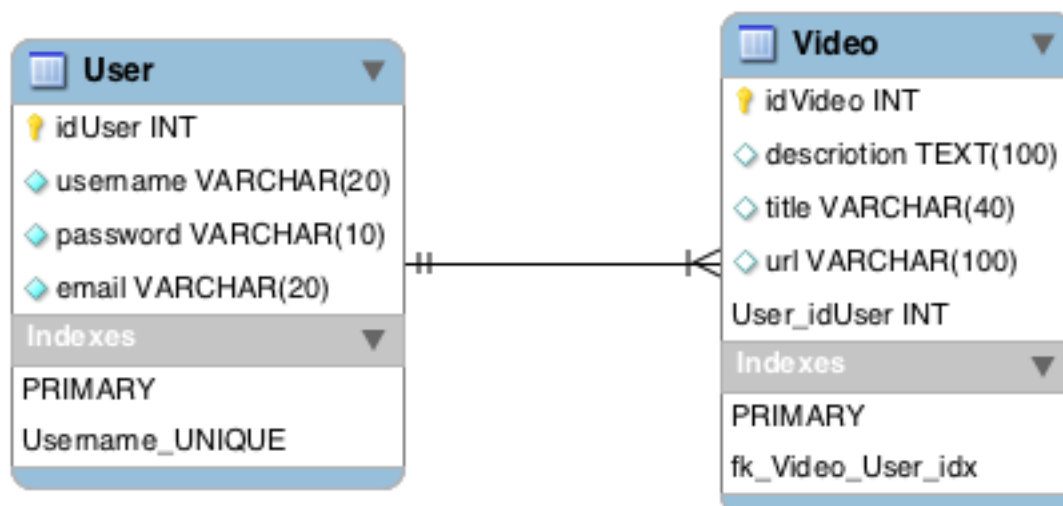 User
idUser INT
username VARCHAR(20)
password VARCHAR(10)
email VARCHAR(20)
Indexes
PRIMARY
Username_UNIQUE
Video
idVideo INT
descriotion TEXT(100)
title VARCHAR(40)
url VARCHAR(100)
User_idUser INT
Indexes
PRIMARY
fk_Video_User_idx